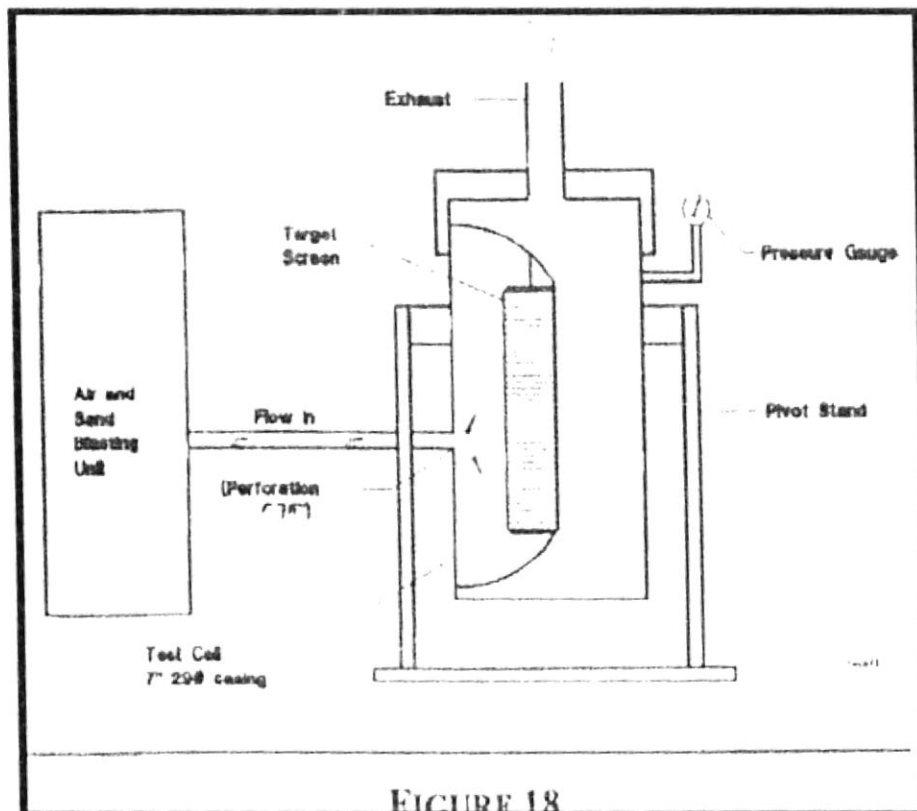 Exhaust
Target
Screen
Pressure Gauge
Air and
Sand
Blasting
Unit
Flow In
Pivot Stand
(Perforation
Test Cell
7" 29# casing
FIGURE 18